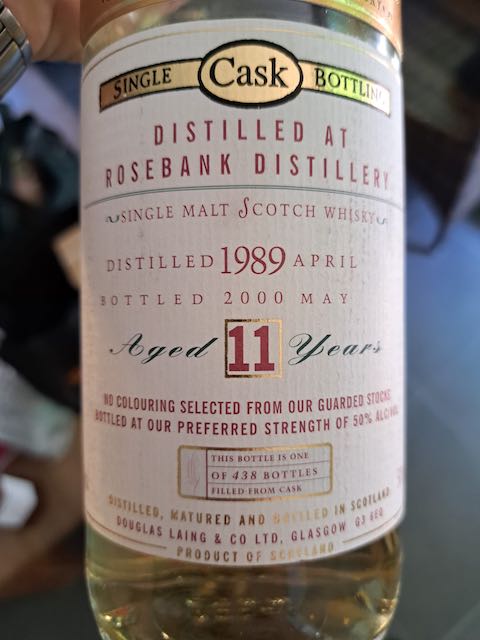 SINGLE Cask BOTTLING
DISTILLED AT
ROSEBANK DISTILLERY
SINGLE MALT SCOTCH WHISKY
DISTILLED 1989 APRIL
BOTTLED 2000 MAY
Aged 11 Years
NO COLOURING SELECTED FROM OUR GUARDED STOCKS
BOTTLED AT OUR PREFERRED STRENGTH OF 50% ALC/VOL
THIS BOTTLE IS ONE
OF 438 BOTTLES
FILLED FROM CASK
DISTILLED, MATURED AND BOTTLED IN SCOTLAND
DOUGLAS LAING & CO LTD, GLASGOW G3 6EQ
PRODUCT OF SCOTLAND